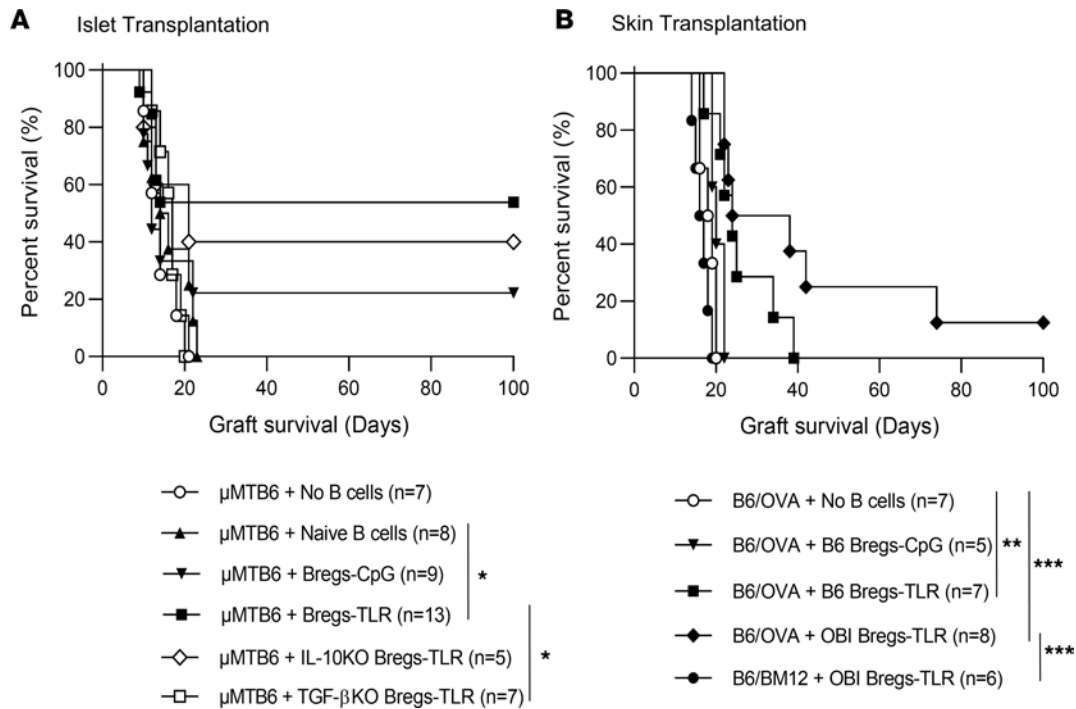 A Islet Transplantation
100
80
60
40
20
0
Percent survival (%)
0 20 40 60 80 100
Graft survival (Days)
µMTB6 + No B cells (n=7)
µMTB6 + Naive B cells (n=8)
µMTB6 + Bregs-CpG (n=9)
*
µMTB6 + Bregs-TLR (n=13)
µMTB6 + IL-10KO Bregs-TLR (n=5)
*
µMTB6 + TGF-βKO Bregs-TLR (n=7)
B Skin Transplantation
100
80
60
40
20
0
Percent survival (%)
0 20 40 60 80 100
Graft survival (Days)
B6/OVA + No B cells (n=7)
B6/OVA + B6 Bregs-CpG (n=5)
**
***
B6/OVA + B6 Bregs-TLR (n=7)
B6/OVA + OBI Bregs-TLR (n=8)
***
B6/BM12 + OBI Bregs-TLR (n=6)